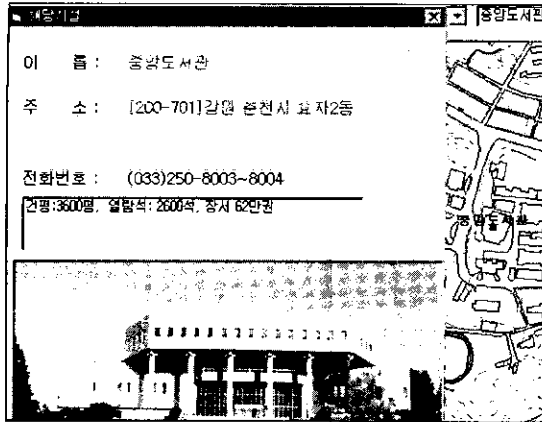 해당시설
중앙도서관
이 름 : 중앙도서관
주 소 : [200-701]강원 춘천시 효자2동
전화번호 : (033)250-8003~8004
건평:3600평, 열람석: 2600석, 장서 62만권
중앙도서관